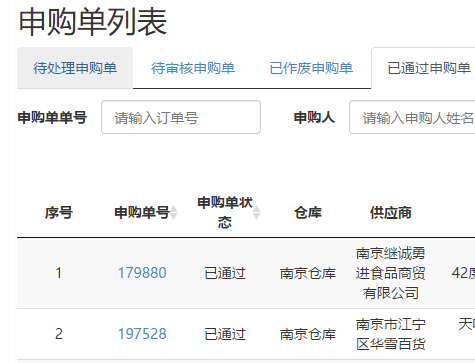 申购单列表
待处理申购单 待审核申购单 已作废申购单 已通过申购单
申购单单号 请输入订单号 申购人 请输入申购人姓名
序号 申购单号 申购单状态 仓库 供应商
1 179880 已通过 南京仓库 南京继诚勇进食品商贸有限公司 42度
2 197528 已通过 南京仓库 南京市江宁区华雪百货